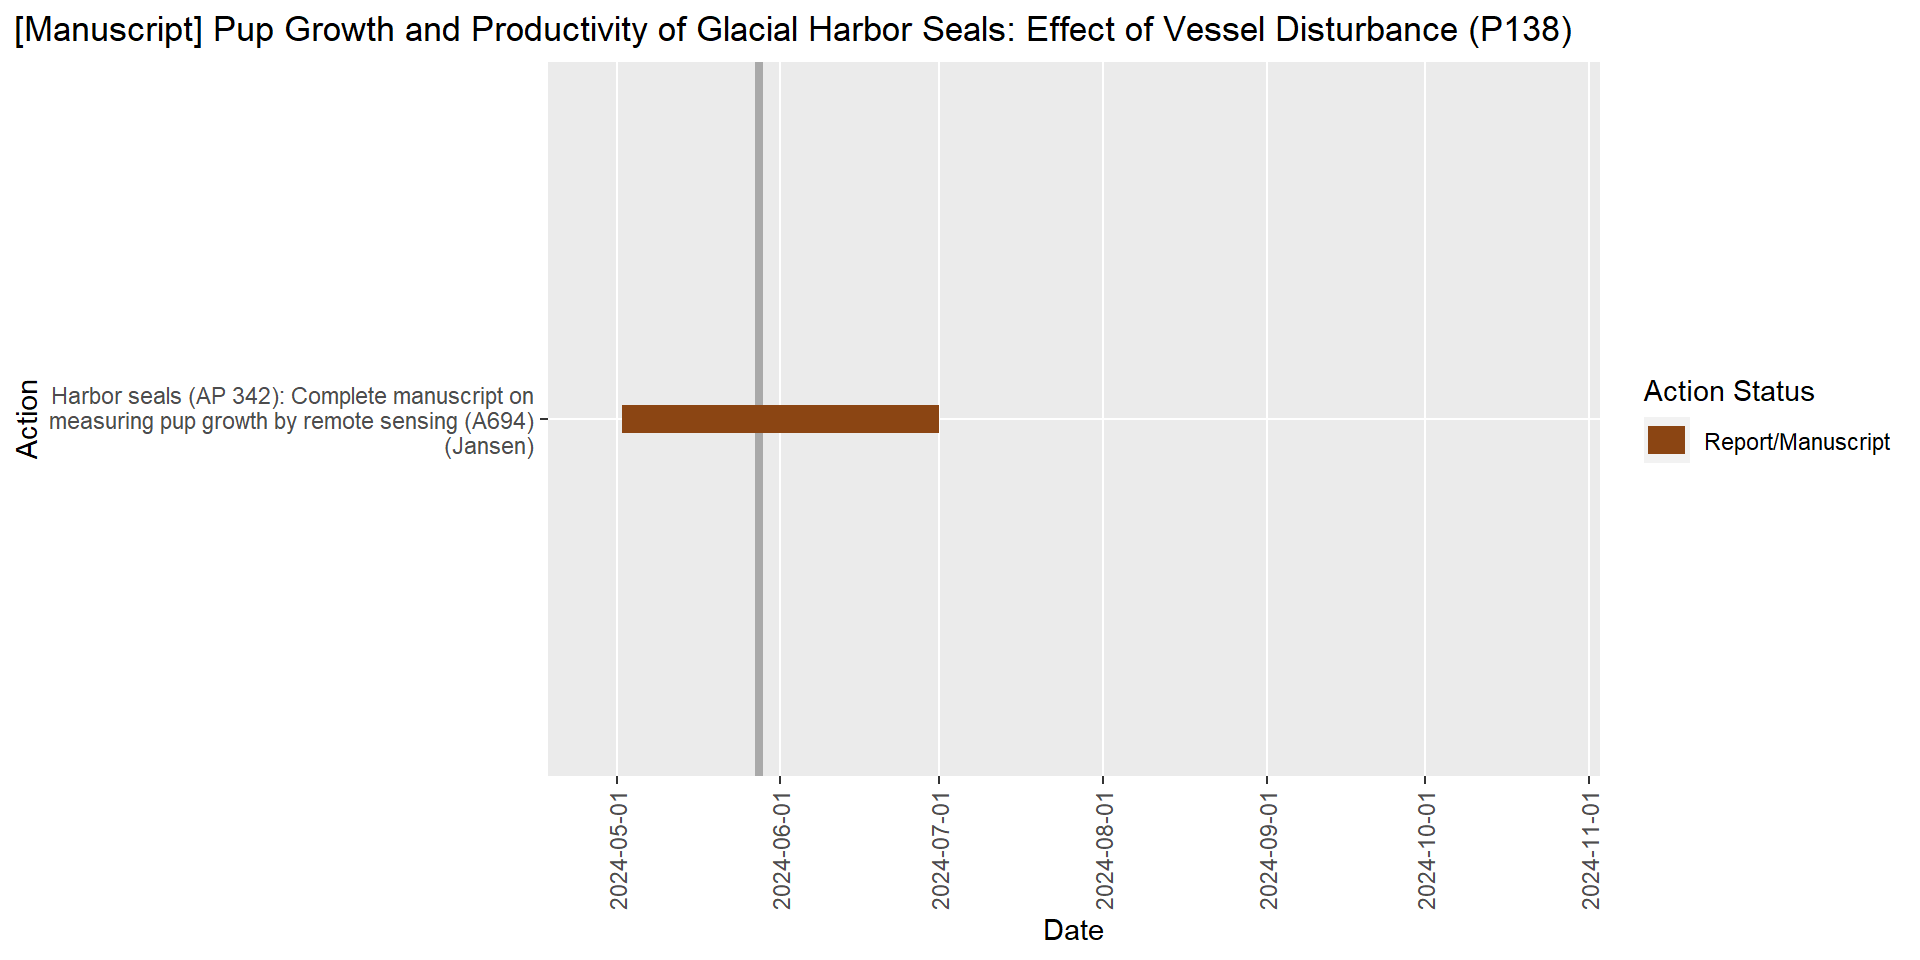 [Manuscript] Pup Growth and Productivity of Glacial Harbor Seals: Effect of Vessel Disturbance (P138)
Action
Harbor seals (AP 342): Complete manuscript on
measuring pup growth by remote sensing (A694)
(Jansen)
Action Status
Report/Manuscript
2024-05-01
2024-06-01
2024-07-01
2024-08-01
2024-09-01
2024-10-01
2024-11-01
Date